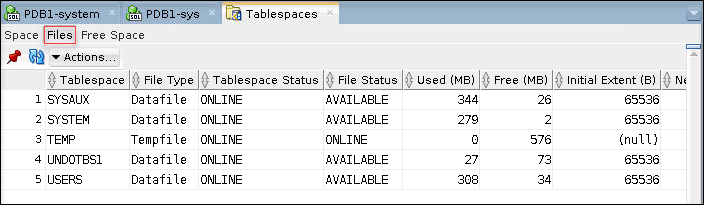 PDB1-system PDB1-sys Tablespaces
Space Files Free Space
Actions...
Tablespace File Type Tablespace Status File Status Used (MB) Free (MB) Initial Extent (B) Ne
1 SYSAUX Datafile ONLINE AVAILABLE 344 26 65536
2 SYSTEM Datafile ONLINE AVAILABLE 279 2 65536
3 TEMP Tempfile ONLINE ONLINE 0 576 (null)
4 UNDOTBS1 Datafile ONLINE AVAILABLE 27 73 65536
5 USERS Datafile ONLINE AVAILABLE 308 34 65536